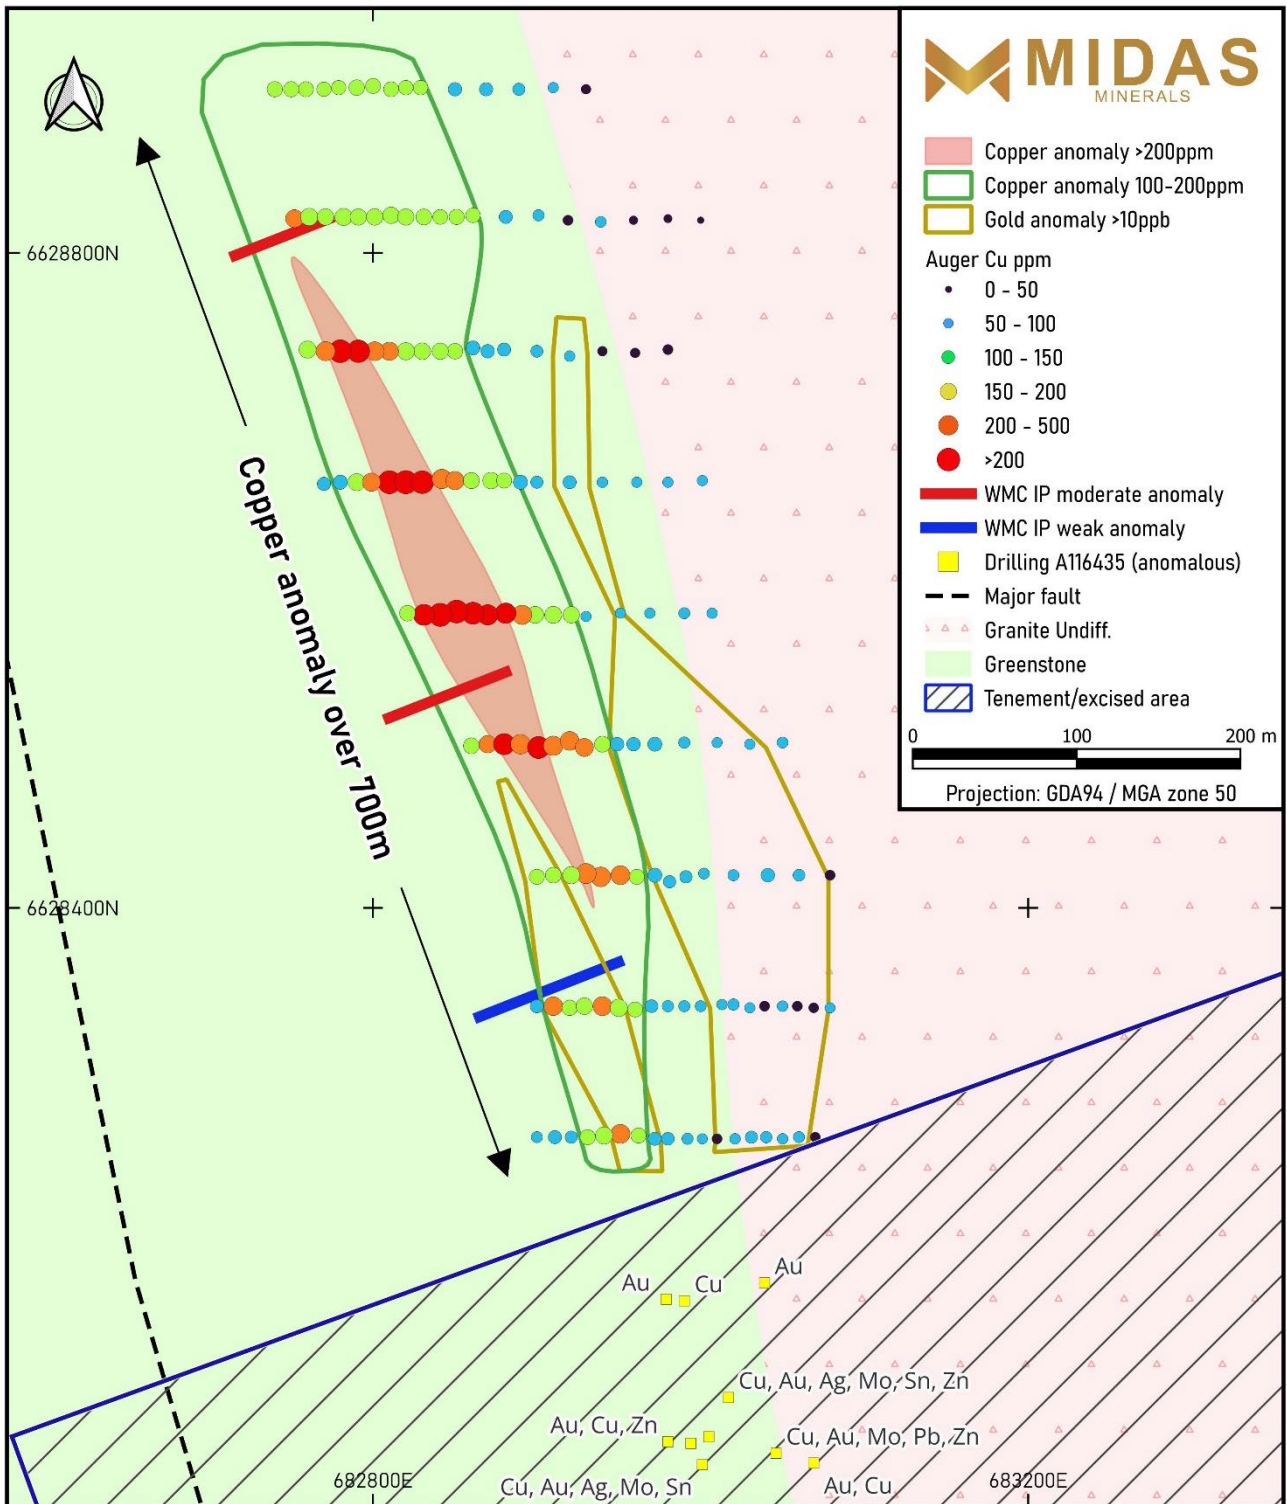 MIDAS
MINERALS
Copper anomaly >200ppm
Copper anomaly 100-200ppm
Gold anomaly >10ppb
Auger Cu ppm
0 - 50
50 - 100
100 - 150
150 - 200
200 - 500
>200
WMC IP moderate anomaly
WMC IP weak anomaly
Drilling A116435 (anomalous)
Major fault
Granite Undiff.
Greenstone
Tenement/excised area
0 100 200 m
Projection: GDA94 / MGA zone 50
6628800N
Copper anomaly over 700m
6628400N
Au
Cu
Au
Cu, Au, Ag, Mo, Sn, Zn
Au, Cu, Zn
Cu, Au, Mo, Pb, Zn
Cu, Au, Ag, Mo, Sn
Au, Cu
682800E
683200E